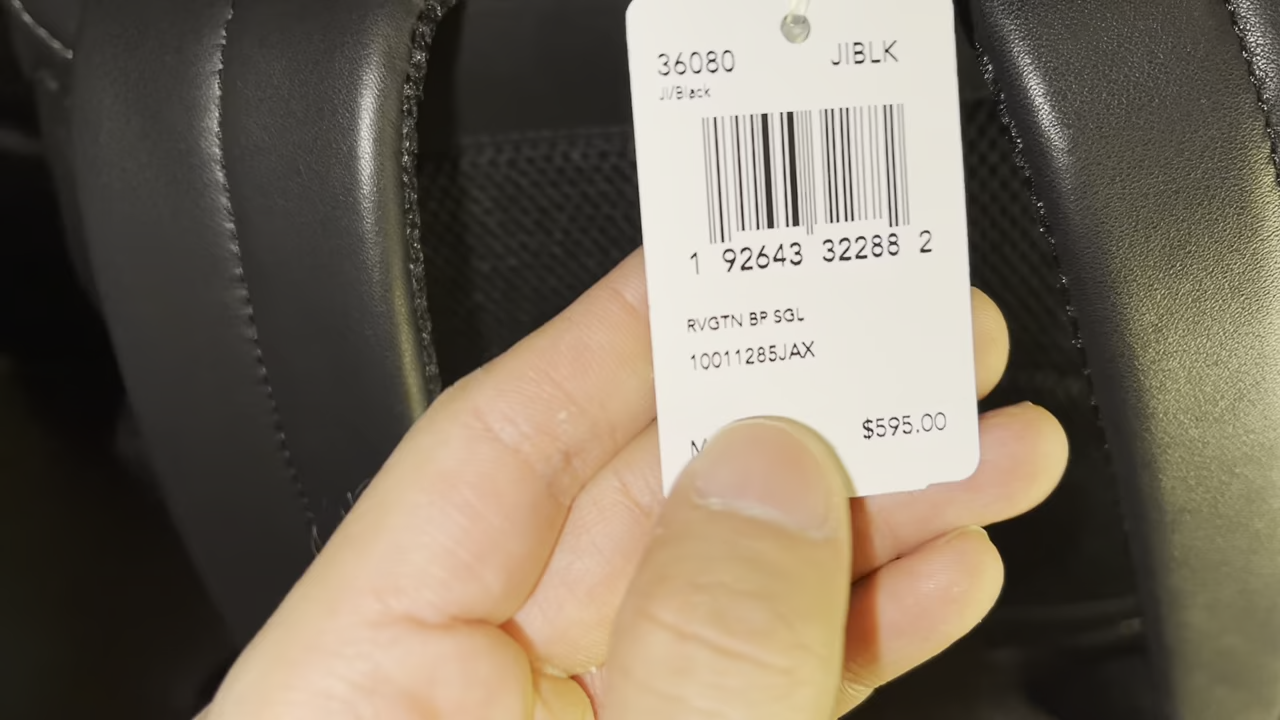 36080 JIBLK
JI/Black
1 92643 32288 2
RVGTN BP SGL
10011285JAX
$595.00